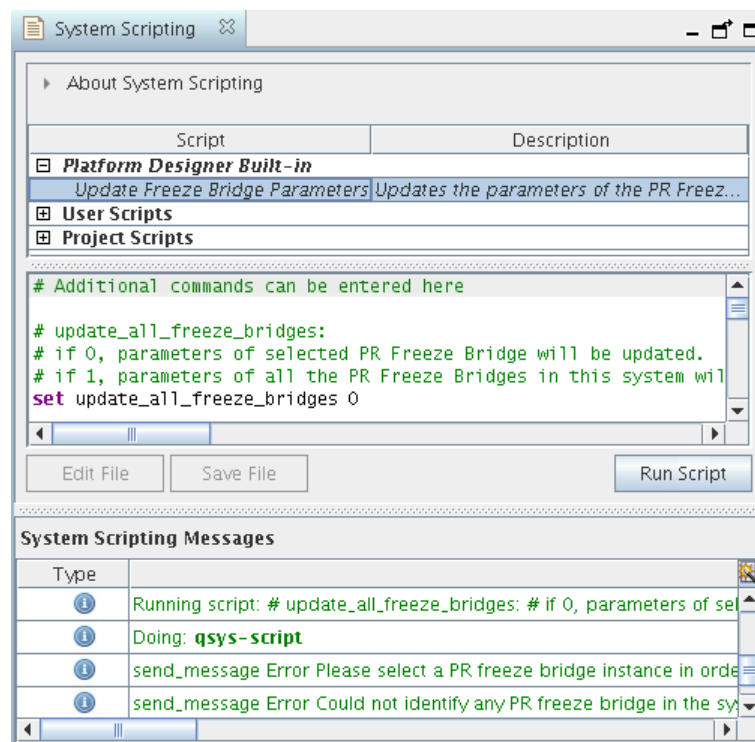 System Scripting
About System Scripting
Script Description
Platform Designer Built-in
Update Freeze Bridge Parameters Updates the parameters of the PR Freez...
User Scripts
Project Scripts
# Additional commands can be entered here
# update_all_freeze_bridges:
# if 0, parameters of selected PR Freeze Bridge will be updated.
# if 1, parameters of all the PR Freeze Bridges in this system wil
set update_all_freeze_bridges 0
Edit File Save File Run Script
System Scripting Messages
Type
Running script: # update_all_freeze_bridges: # if 0, parameters of sel
Doing: qsys-script
send_message Error Please select a PR freeze bridge instance in orde
send_message Error Could not identify any PR freeze bridge in the sy